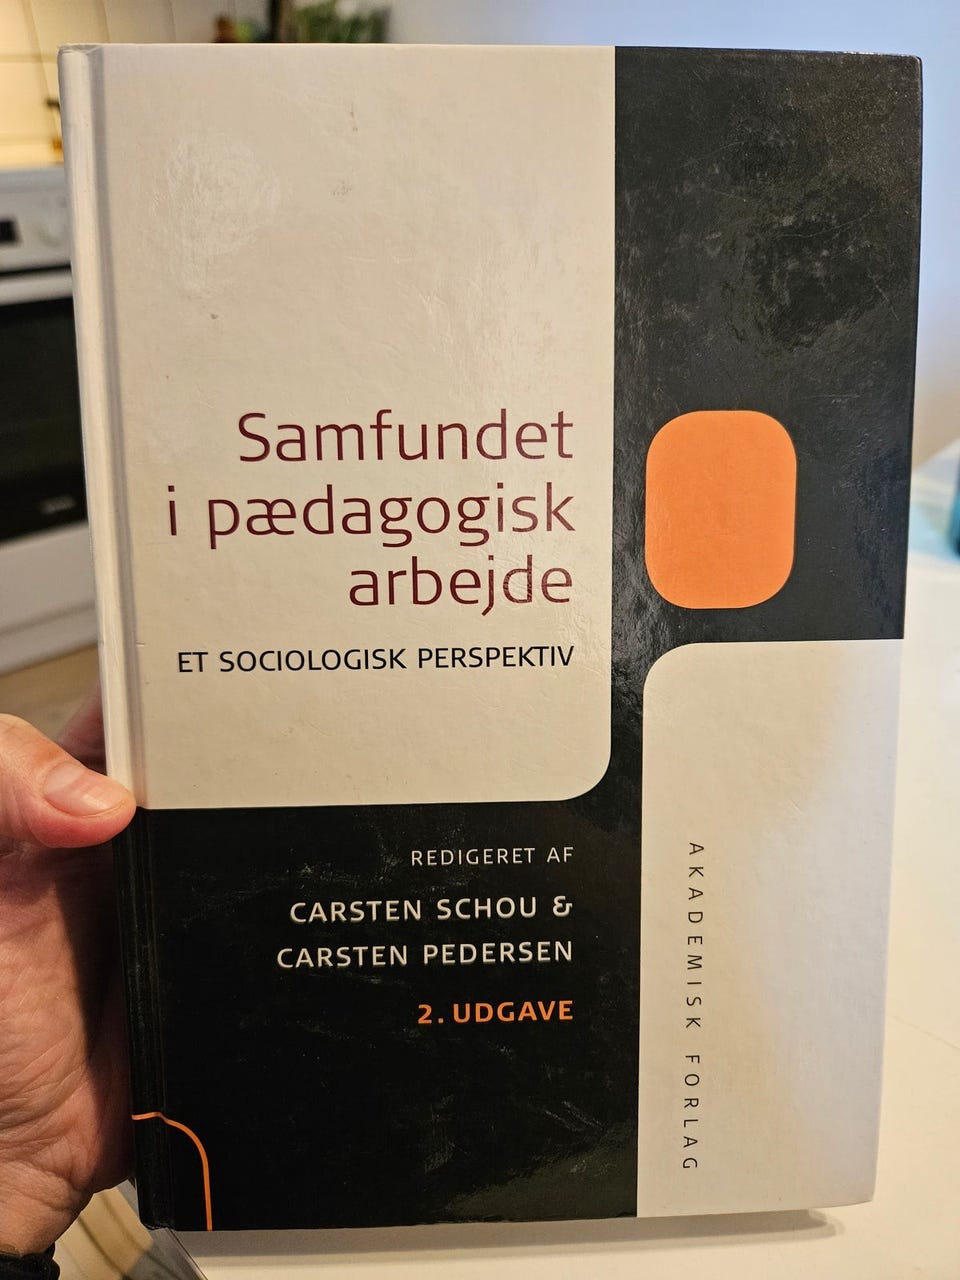 Samfundet
i pædagogisk
arbejde
ET SOCIOLOGISK PERSPEKTIV
REDIGERET AF
CARSTEN SCHOU &
CARSTEN PEDERSEN
2. UDGAVE
AKADEMISK FORLAG